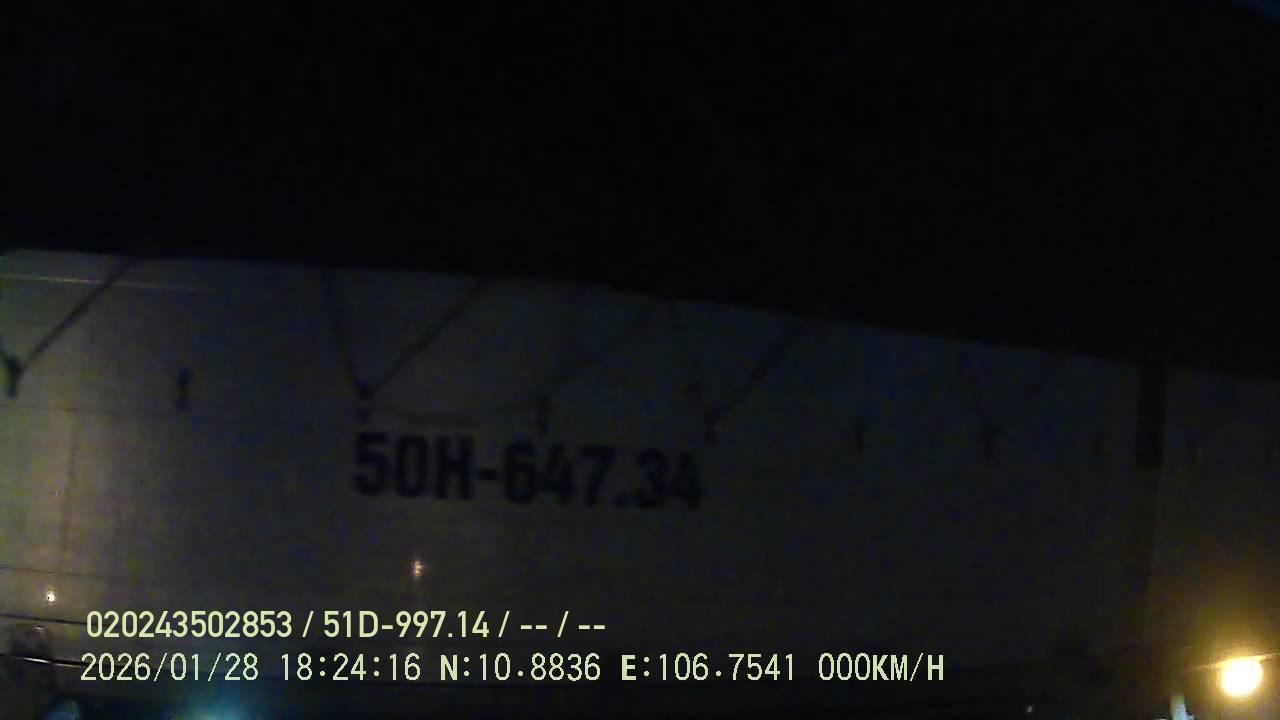 50H-647.34
020243502853 / 51D-997.14 / -- / --
2026/01/28 18:24:16 N:10.8836 E:106.7541 000KM/H